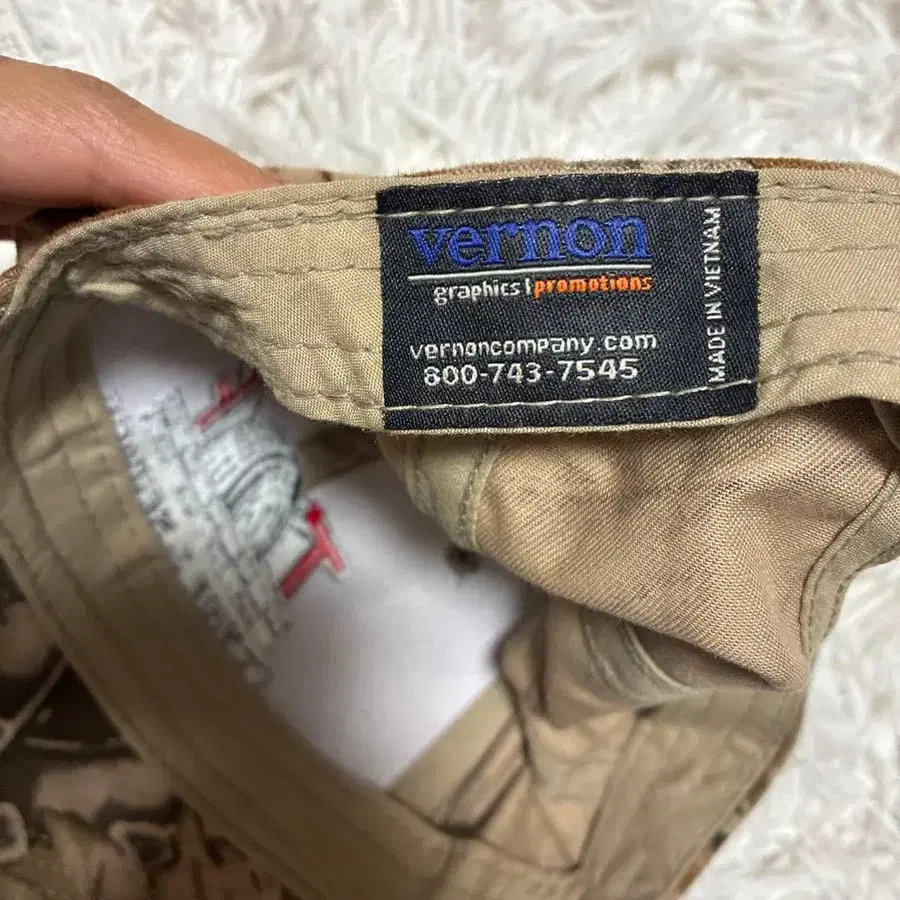 vernon
graphics | promotions
vernoncompany.com
800-743-7545
MADE IN VIETNAM